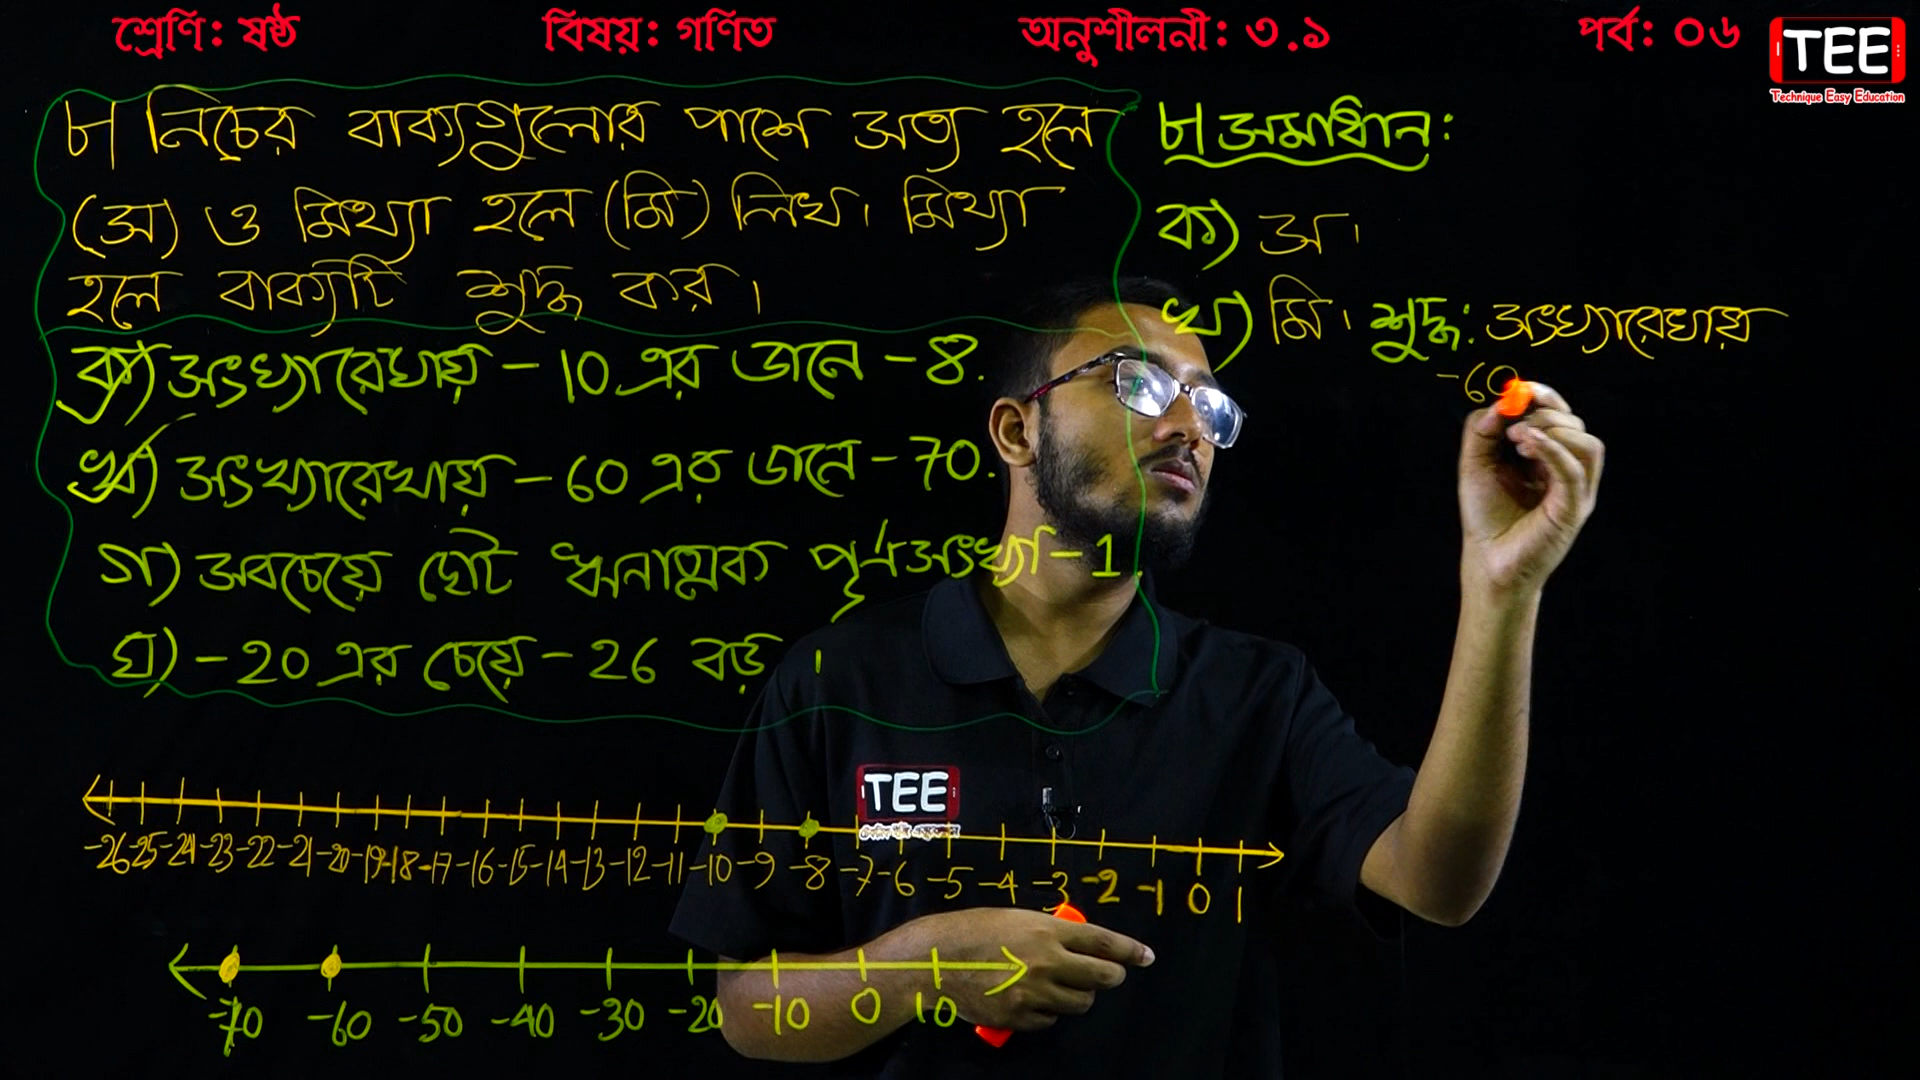 শ্রেণি: ষষ্ঠ বিষয়: গণিত অনুশীলনী: ৩.১ পর্ব: ০৬
TEE
Technique Easy Education
৮। নিচের বাক্যগুলোর পাশে সত্য হলে
(স) ও মিথ্যা হলে (মি) লিখ। মিথ্যা
হলে বাক্যটি শুদ্ধ কর।
ক) সংখ্যারেখায় -10 এর ডানে -8.
খ) সংখ্যারেখায় -60 এর ডানে -70.
গ) সবচেয়ে ছোট ঋনাত্মক পূর্ণসংখ্যা -1.
ঘ) -20 এর চেয়ে -26 বড়।
৮। সমাধান:
ক) স।
খ) মি। শুদ্ধ: সংখ্যারেখায়
-60
TEE
-26 -25 -24 -23 -22 -21 -20 -19 -18 -17 -16 -15 -14 -13 -12 -11 -10 -9 -8 -7 -6 -5 -4 -3 -2 -1 0 1
-70 -60 -50 -40 -30 -20 -10 0 10